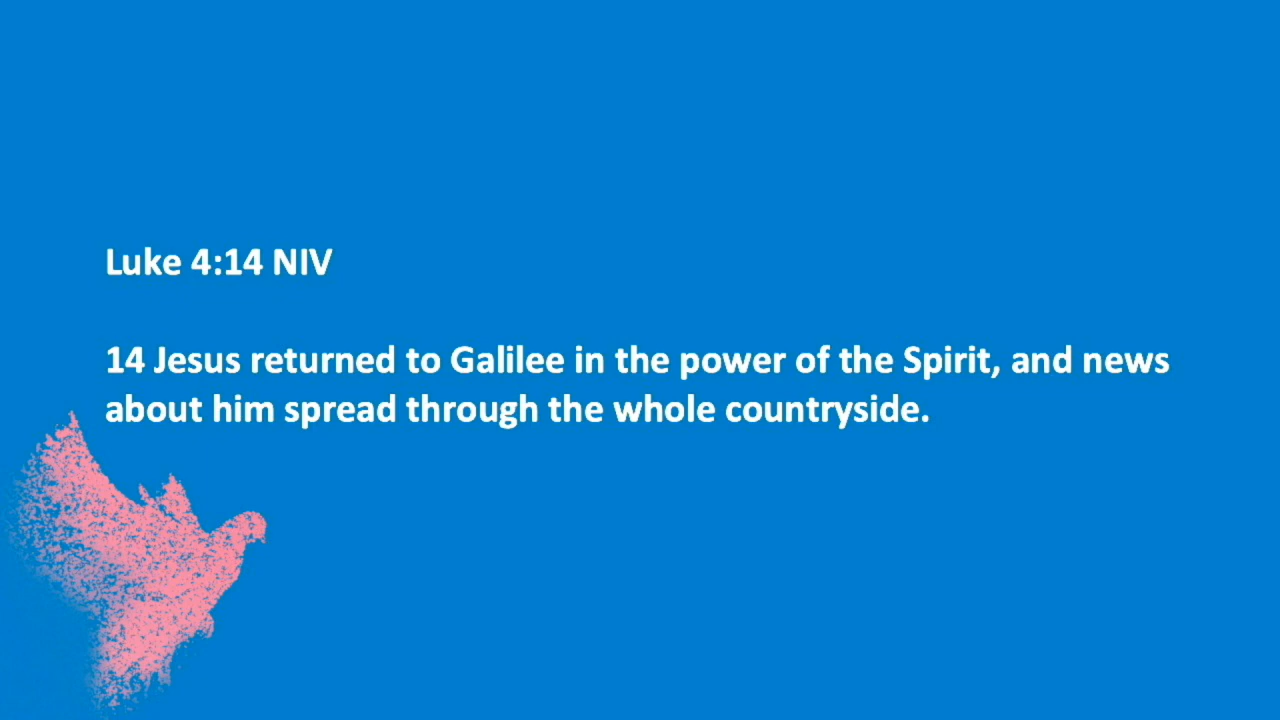 Luke 4:14 NIV
14 Jesus returned to Galilee in the power of the Spirit, and news
about him spread through the whole countryside.